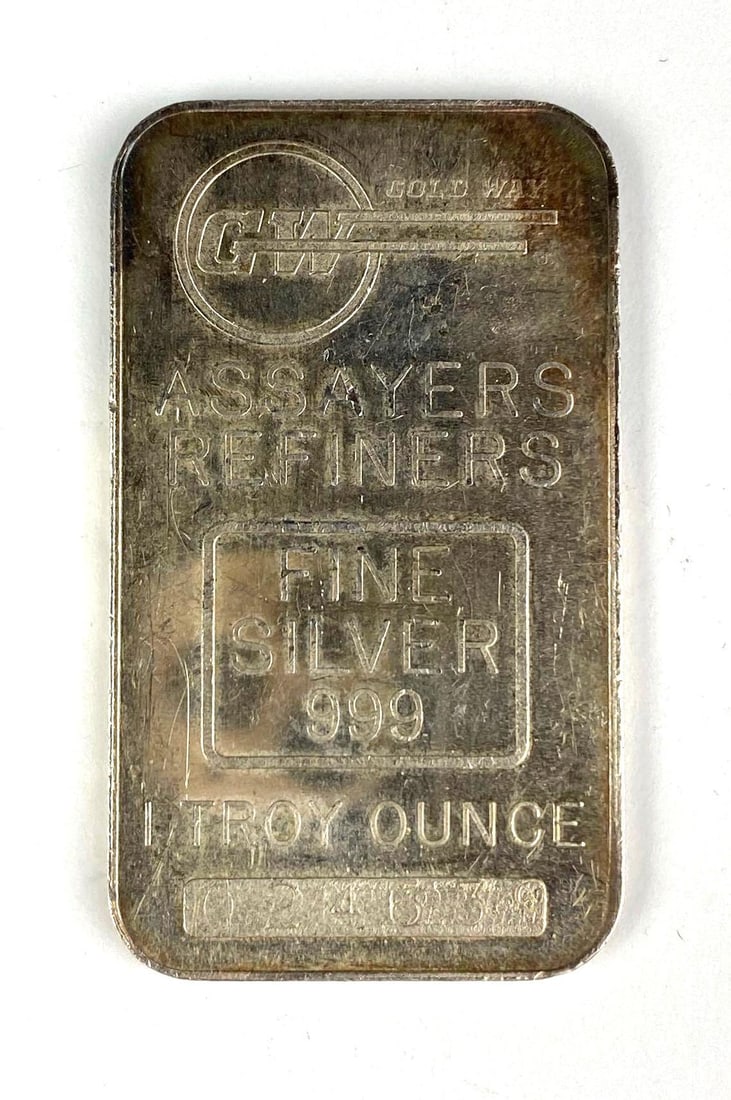 GOLD WAY
GW
ASSAYERS
REFINERS
FINE
SILVER
999
1 TROY OUNCE